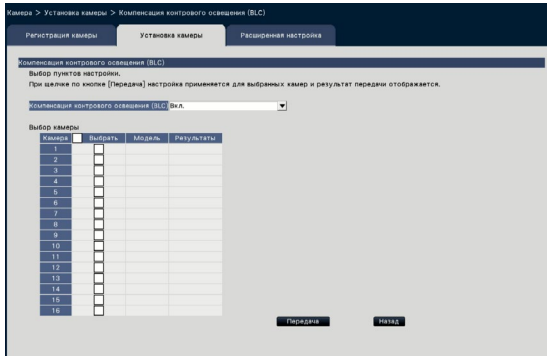 Камера > Установка камеры > Компенсация контрового освещения (BLC)
Регистрация камеры Установка камеры Расширенная настройка
Компенсация контрового освещения (BLC)
Выбор пунктов настройки.
При щелчке по кнопке [Передача] настройка применяется для выбранных камер и результат передачи отображается.
Компенсация контрового освещения (BLC) Вкл.
Выбор камеры
Камера Выбрать Модель Результаты
1
2
3
4
5
6
7
8
9
10
11
12
13
14
15
16
Передача Назад